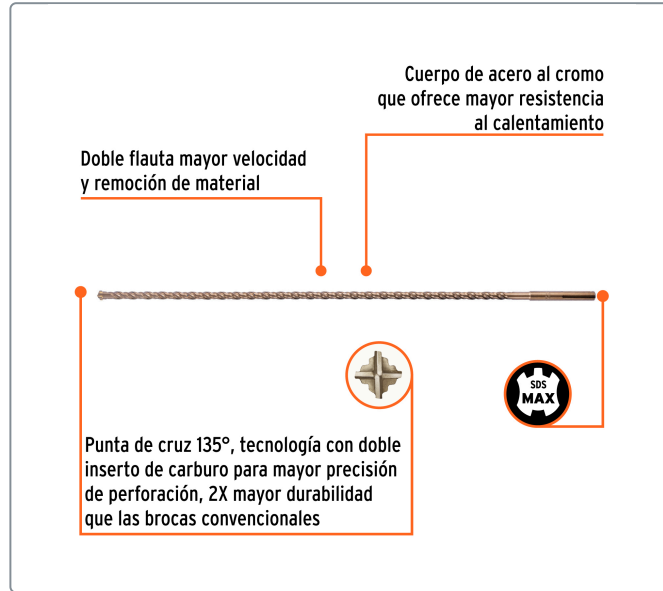 Cuerpo de acero al cromo
que ofrece mayor resistencia
al calentamiento
Doble flauta mayor velocidad
y remoción de material
SDS
MAX
Punta de cruz 135°, tecnología con doble
inserto de carburo para mayor precisión
de perforación, 2X mayor durabilidad
que las brocas convencionales